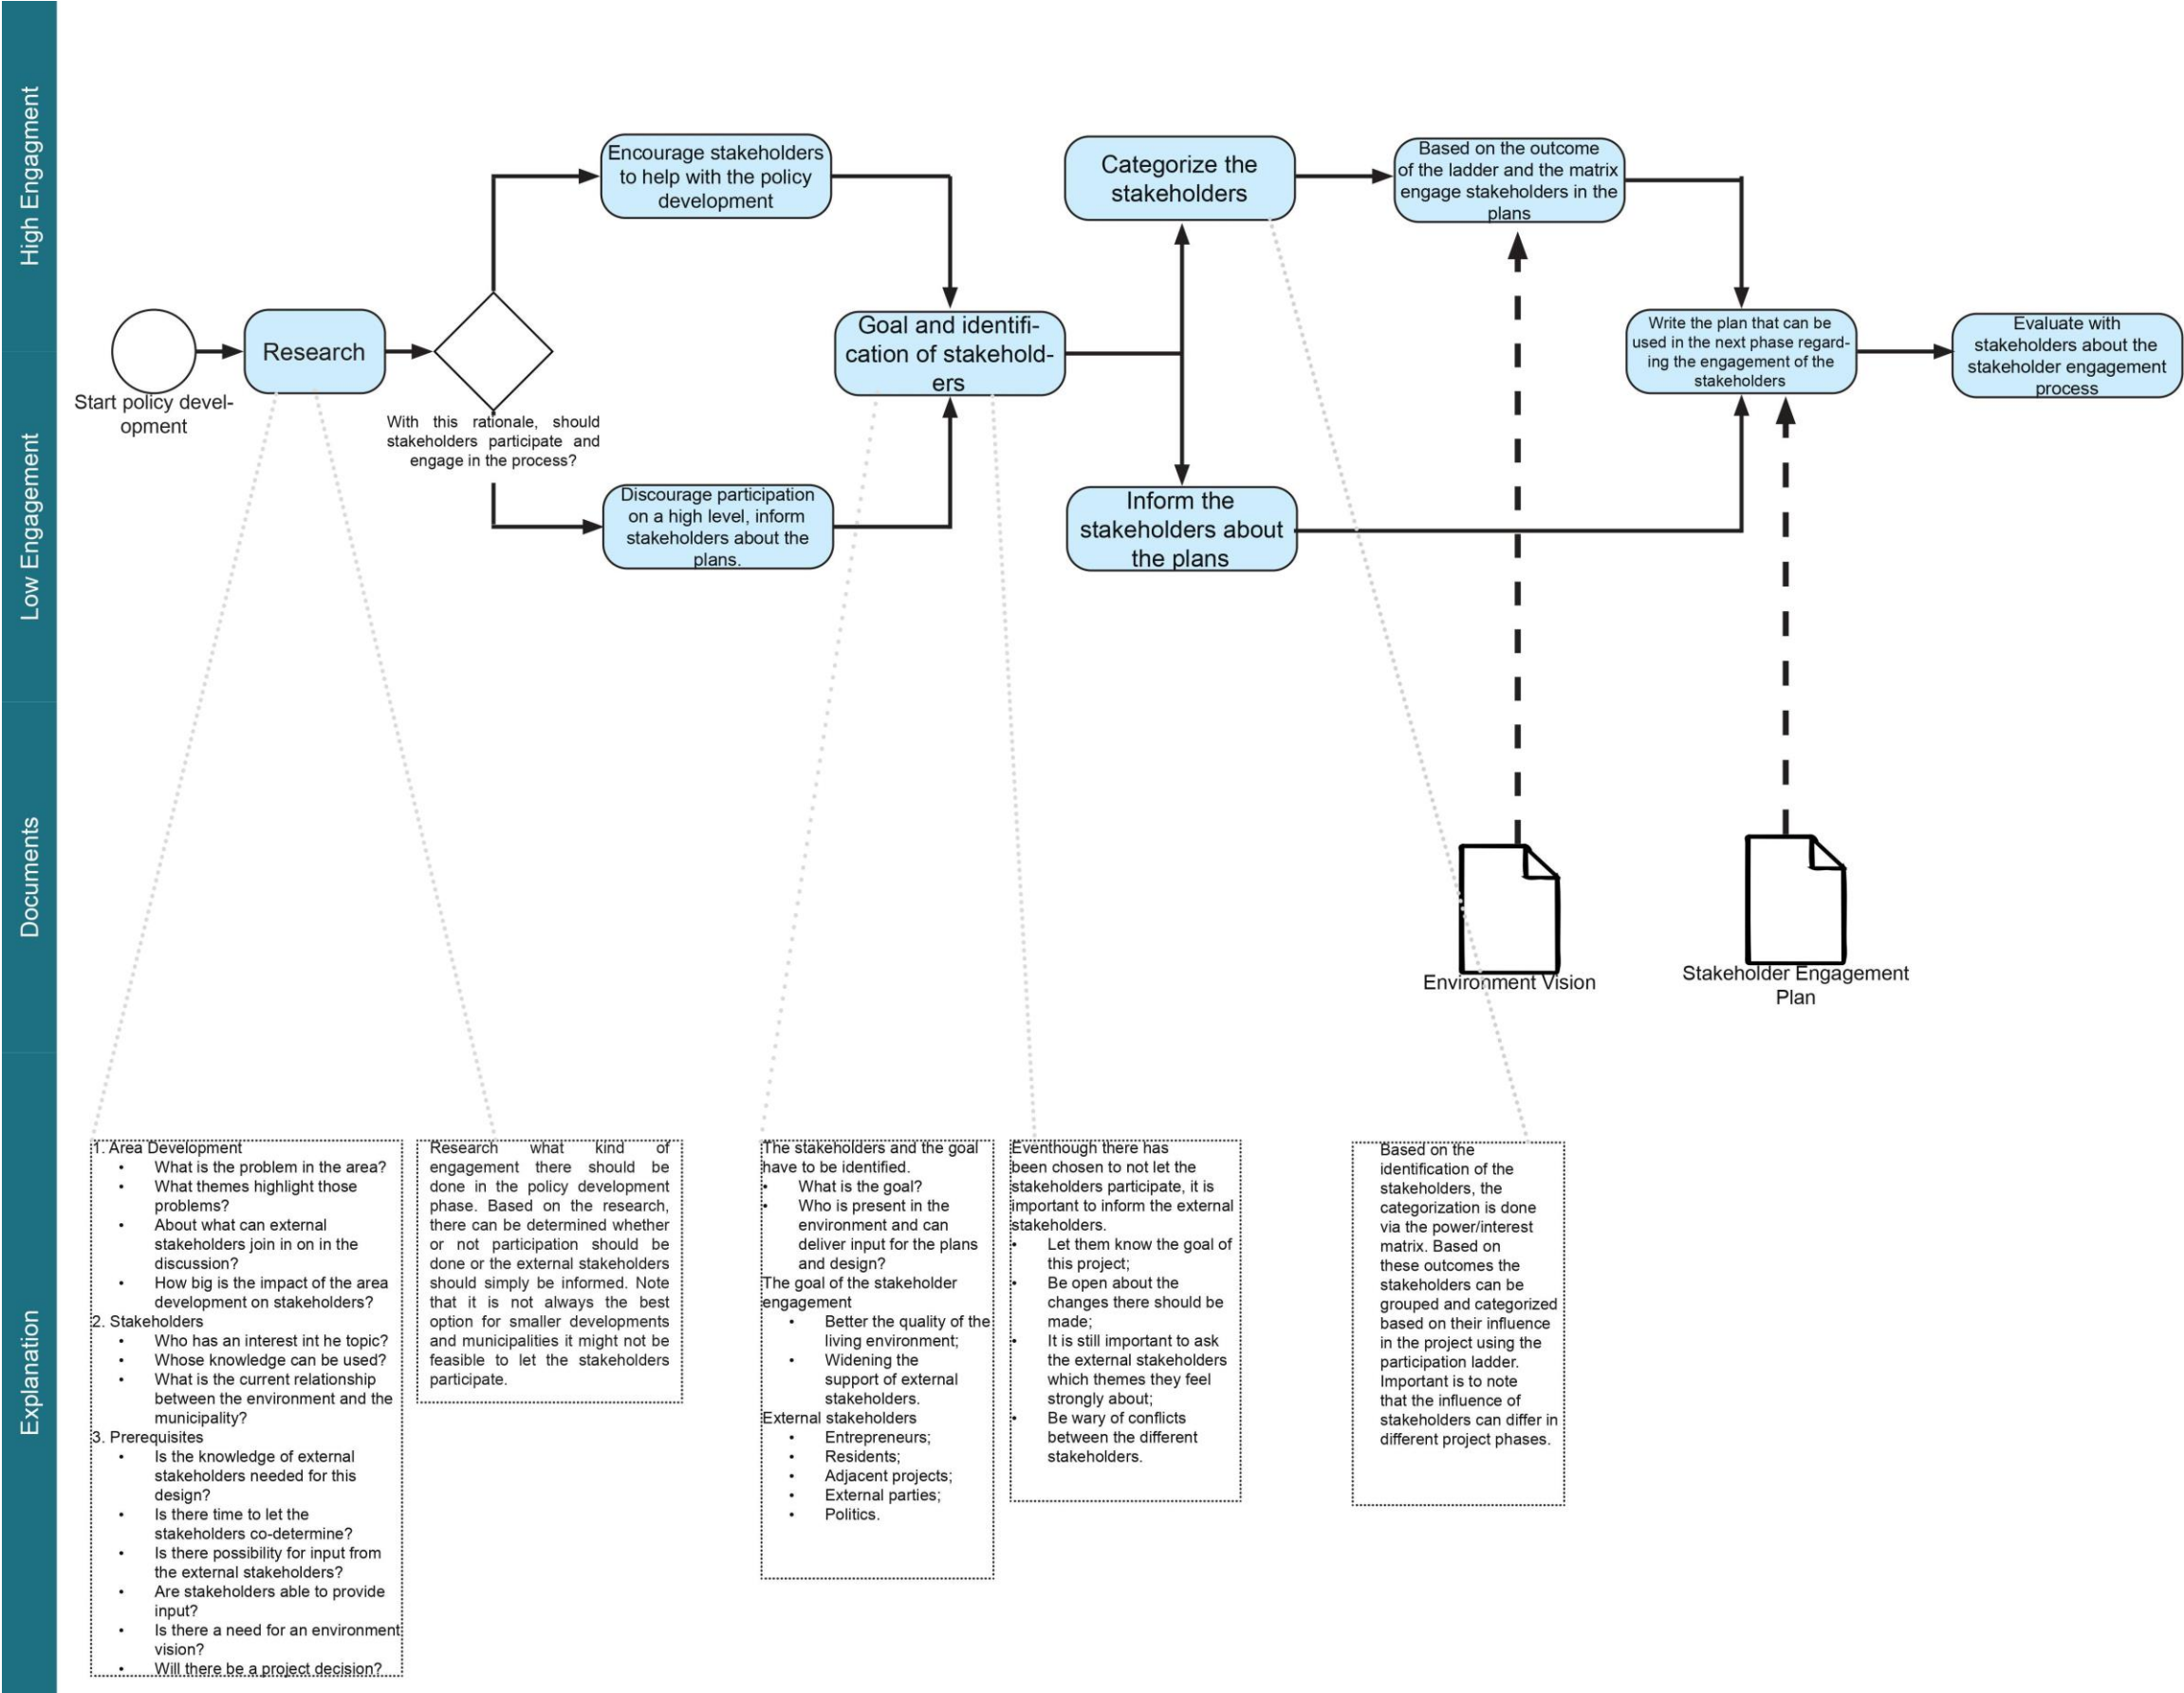 High Engagment
Low Engagement
Documents
Explanation
Start policy devel-
opment
Research
With this rationale, should
stakeholders participate and
engage in the process?
Encourage stakeholders
to help with the policy
development
Discourage participation
on a high level, inform
stakeholders about the
plans.
Goal and identifi-
cation of stakehold-
ers
Categorize the
stakeholders
Inform the
stakeholders about
the plans
Based on the outcome
of the ladder and the matrix
engage stakeholders in the
plans
Write the plan that can be
used in the next phase regard-
ing the engagement of the
stakeholders
Evaluate with
stakeholders about the
stakeholder engagement
process
Environment Vision
Stakeholder Engagement
Plan
1. Area Development
• What is the problem in the area?
• What themes highlight those
problems?
• About what can external
stakeholders join in on in the
discussion?
• How big is the impact of the area
development on stakeholders?
2. Stakeholders
• Who has an interest int he topic?
• Whose knowledge can be used?
• What is the current relationship
between the environment and the
municipality?
3. Prerequisites
• Is the knowledge of external
stakeholders needed for this
design?
• Is there time to let the
stakeholders co-determine?
• Is there possibility for input from
the external stakeholders?
• Are stakeholders able to provide
input?
• Is there a need for an environment
vision?
• Will there be a project decision?
Research what kind of
engagement there should be
done in the policy development
phase. Based on the research,
there can be determined whether
or not participation should be
done or the external stakeholders
should simply be informed. Note
that it is not always the best
option for smaller developments
and municipalities it might not be
feasible to let the stakeholders
participate.
The stakeholders and the goal
have to be identified.
• What is the goal?
• Who is present in the
environment and can
deliver input for the plans
and design?
The goal of the stakeholder
engagement
• Better the quality of the
living environment;
• Widening the
support of external
stakeholders.
External stakeholders
• Entrepreneurs;
• Residents;
• Adjacent projects;
• External parties;
• Politics.
Eventhough there has
been chosen to not let the
stakeholders participate, it is
important to inform the external
stakeholders.
• Let them know the goal of
this project;
• Be open about the
changes there should be
made;
• It is still important to ask
the external stakeholders
which themes they feel
strongly about;
• Be wary of conflicts
between the different
stakeholders.
Based on the
identification of the
stakeholders, the
categorization is done
via the power/interest
matrix. Based on
these outcomes the
stakeholders can be
grouped and categorized
based on their influence
in the project using the
participation ladder.
Important is to note
that the influence of
stakeholders can differ in
different project phases.